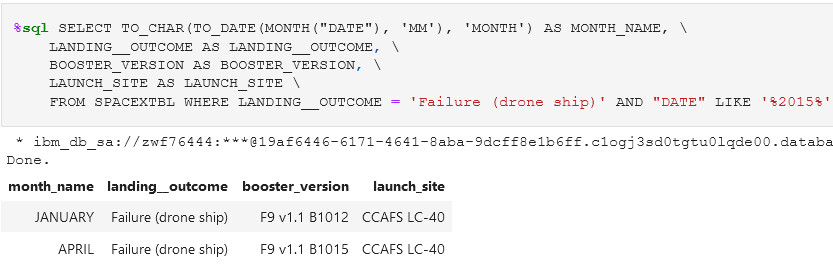 %sql SELECT TO_CHAR(TO_DATE(MONTH("DATE"), 'MM'), 'MONTH') AS MONTH_NAME, \
LANDING__OUTCOME AS LANDING__OUTCOME, \
BOOSTER_VERSION AS BOOSTER_VERSION, \
LAUNCH_SITE AS LAUNCH_SITE \
FROM SPACEXTBL WHERE LANDING__OUTCOME = 'Failure (drone ship)' AND "DATE" LIKE '%2015%'
* ibm_db_sa://zwf76444:***@19af6446-6171-4641-8aba-9dcff8e1b6ff.c1ogj3sd0tgtu0lqde00.databa
Done.
month_name landing__outcome booster_version launch_site
JANUARY Failure (drone ship) F9 v1.1 B1012 CCAFS LC-40
APRIL Failure (drone ship) F9 v1.1 B1015 CCAFS LC-40